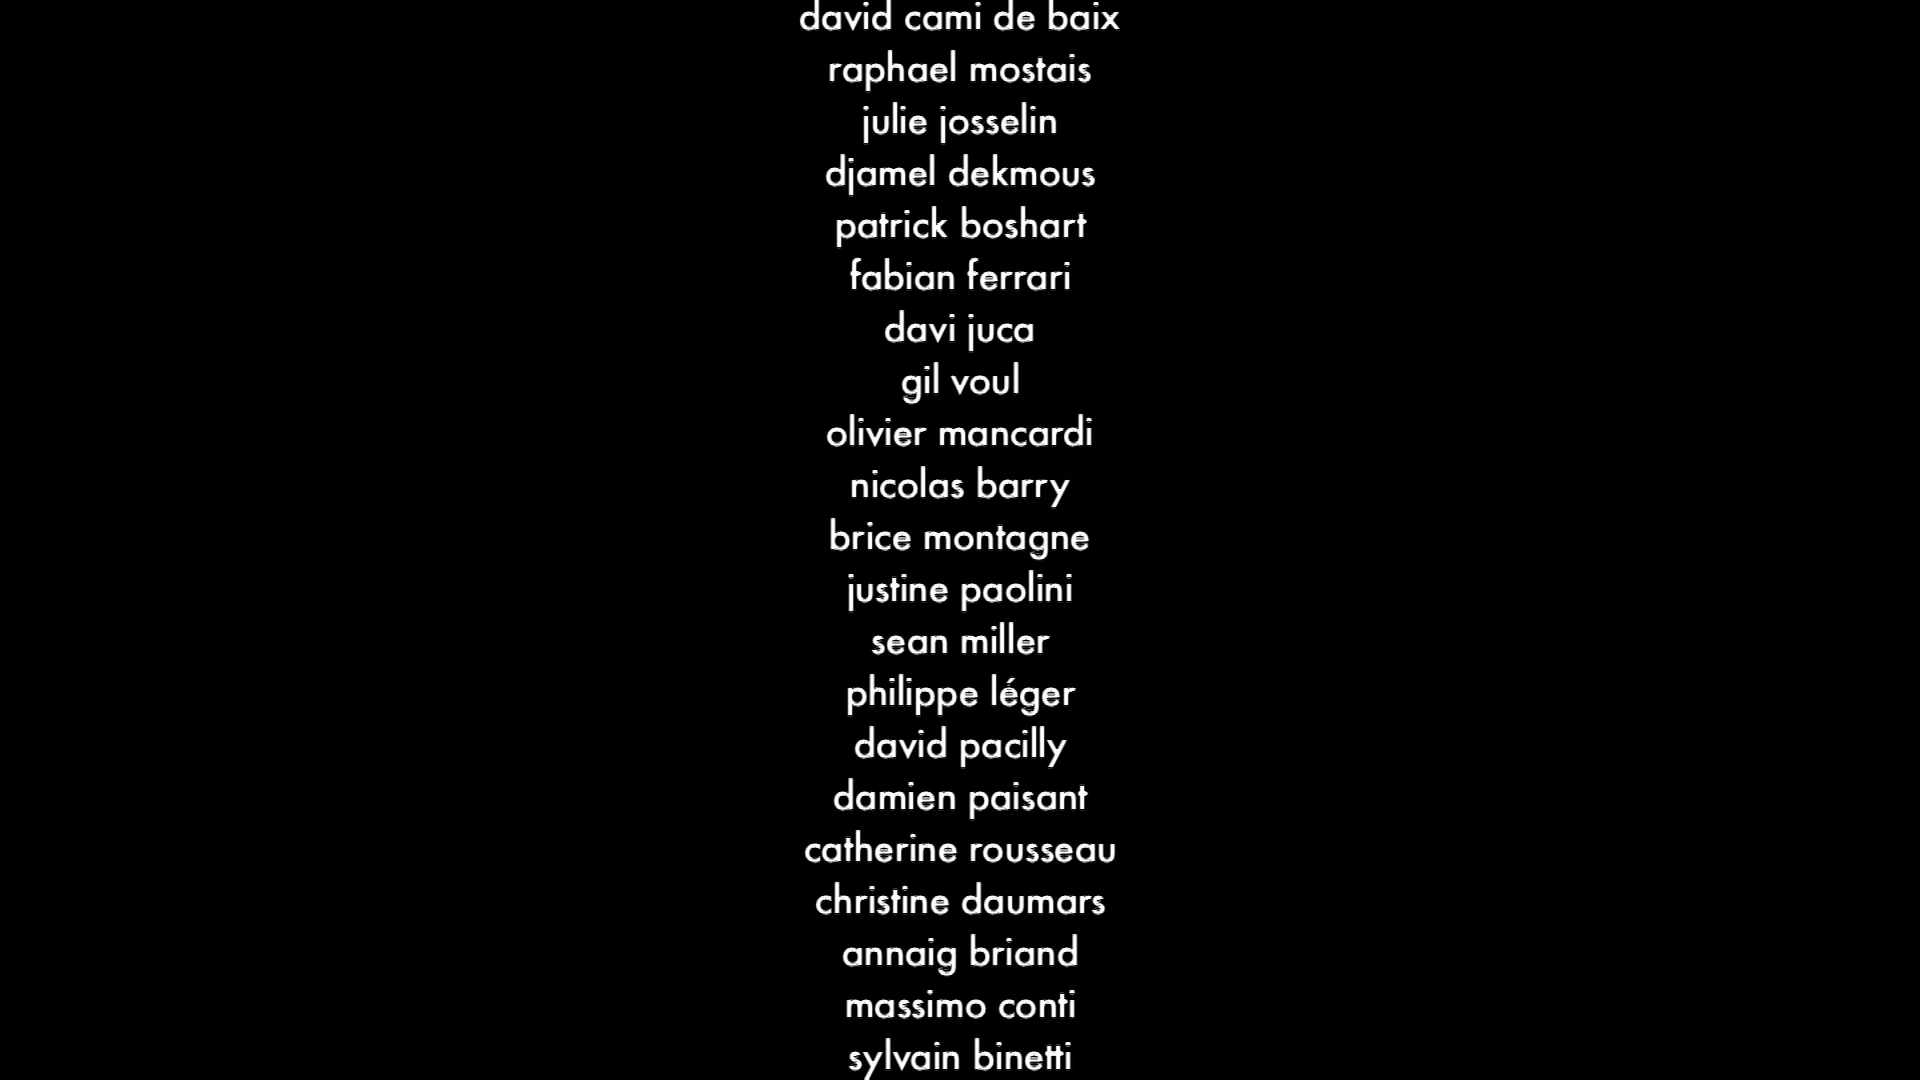 david cami de baix
raphael mostais
julie josselin
djamel dekmous
patrick boshart
fabian ferrari
davi juca
gil voul
olivier mancardi
nicolas barry
brice montagne
justine paolini
sean miller
philippe léger
david pacilly
damien paisant
catherine rousseau
christine daumars
annaig briand
massimo conti
sylvain binetti